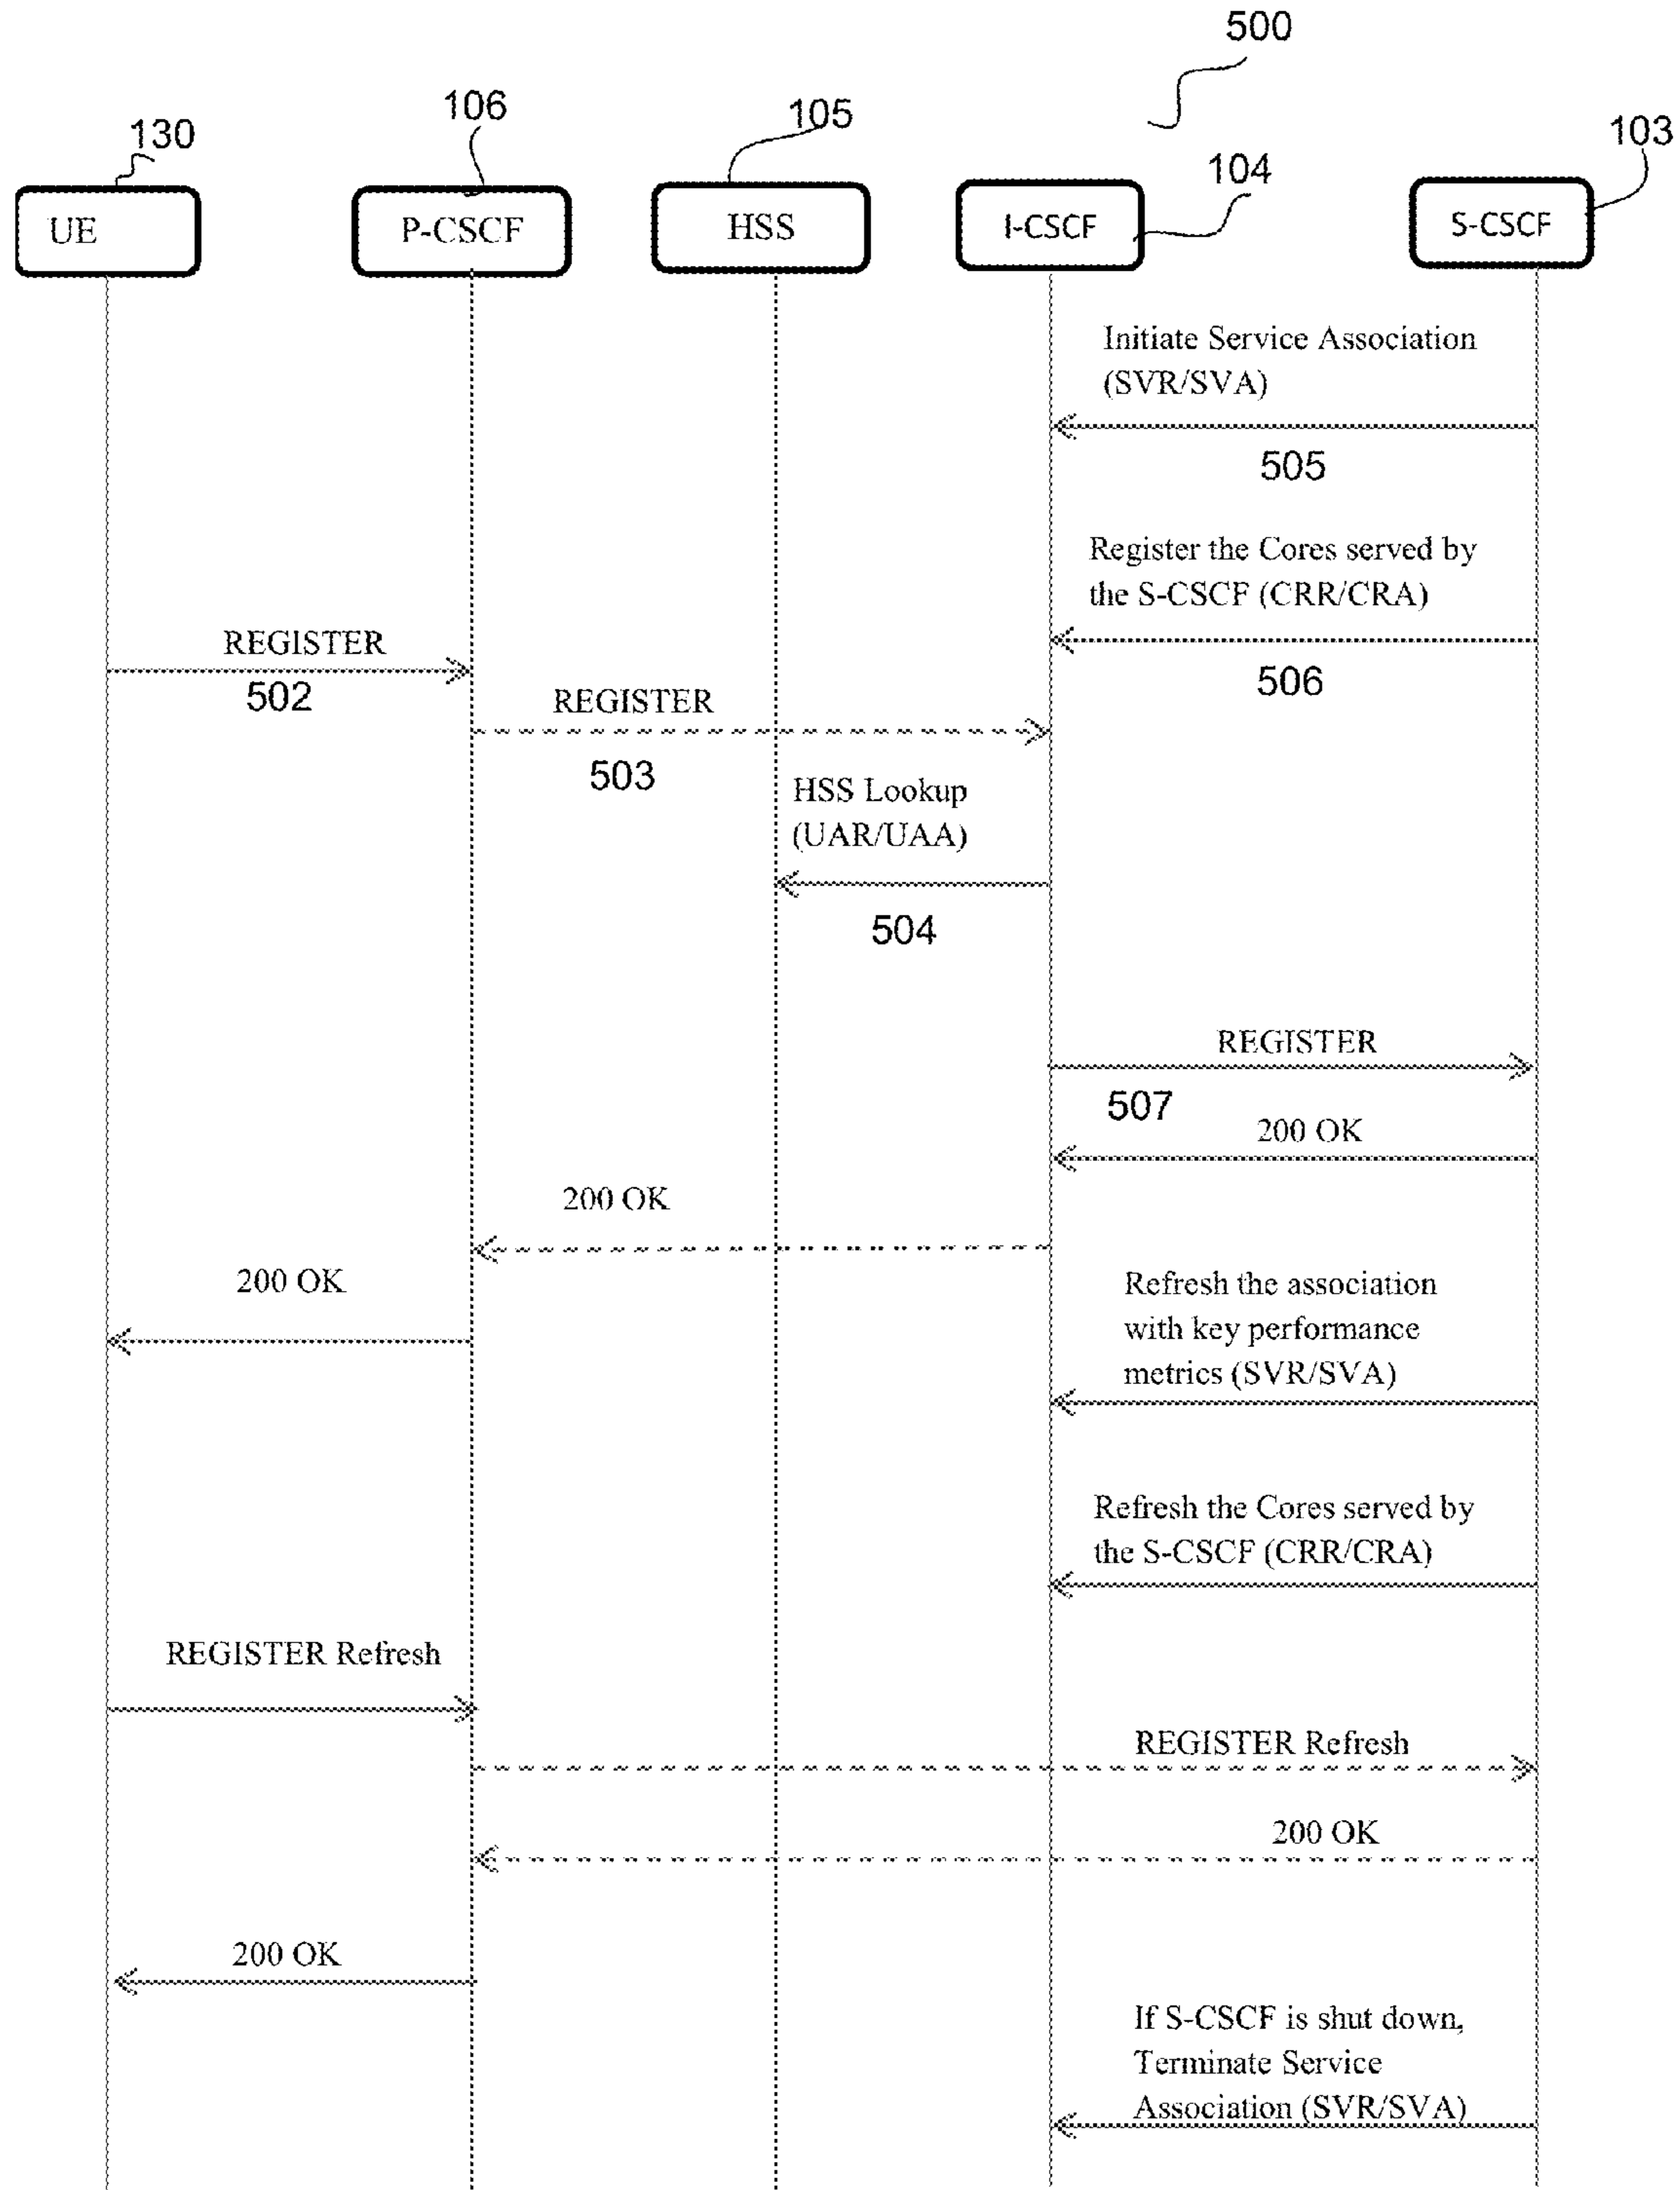 500
106
105
130
103
104
UE
P-CSCF
HSS
I-CSCF
S-CSCF
Initiate Service Association
(SVR/SVA)
505
Register the Cores served by
the S-CSCF (CRR/CRA)
REGISTER
502
506
REGISTER
503
HSS Lookup
(UAR/UAA)
504
REGISTER
507
200 OK
200 OK
200 OK
Refresh the association
with key performance
metrics (SVR/SVA)
Refresh the Cores served by
the S-CSCF (CRR/CRA)
REGISTER Refresh
REGISTER Refresh
200 OK
200 OK
If S-CSCF is shut down,
Terminate Service
Association (SVR/SVA)